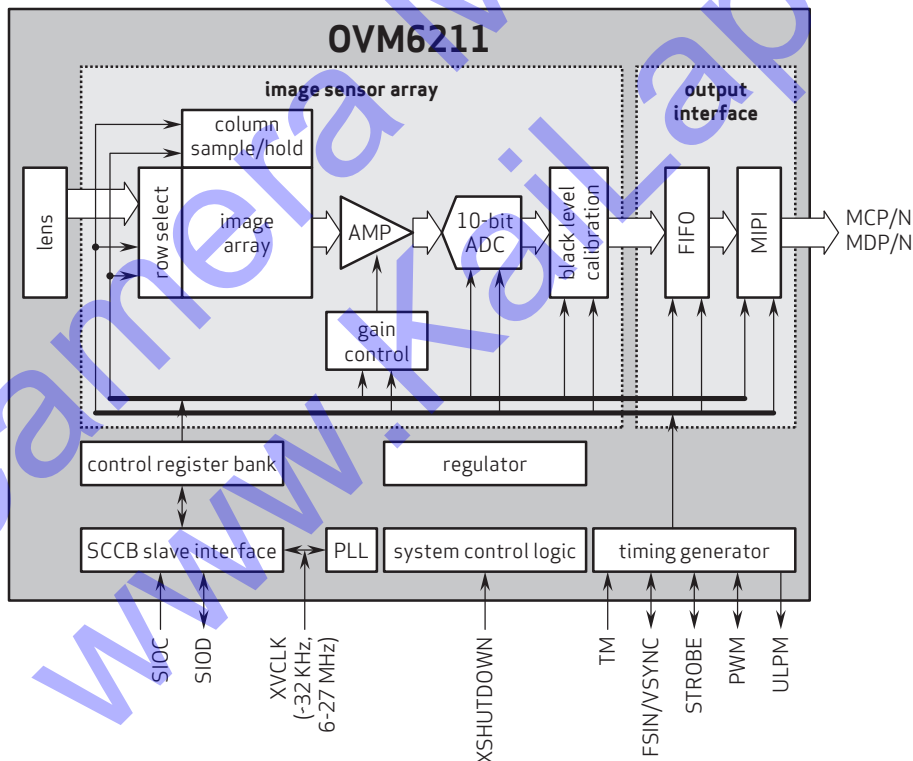 OVM6211
image sensor array
output
interface
column
sample/hold
lens
row select
image
array
AMP
10-bit
ADC
black level
calibration
FIFO
MIPI
MCP/N
MDP/N
gain
control
control register bank
regulator
SCCB slave interface
PLL
system control logic
timing generator
SIOC
SIOD
XVCLK
(~32 KHz,
6-27 MHz)
XSHUTDOWN
TM
FSIN/VSYNC
STROBE
PWM
ULPM